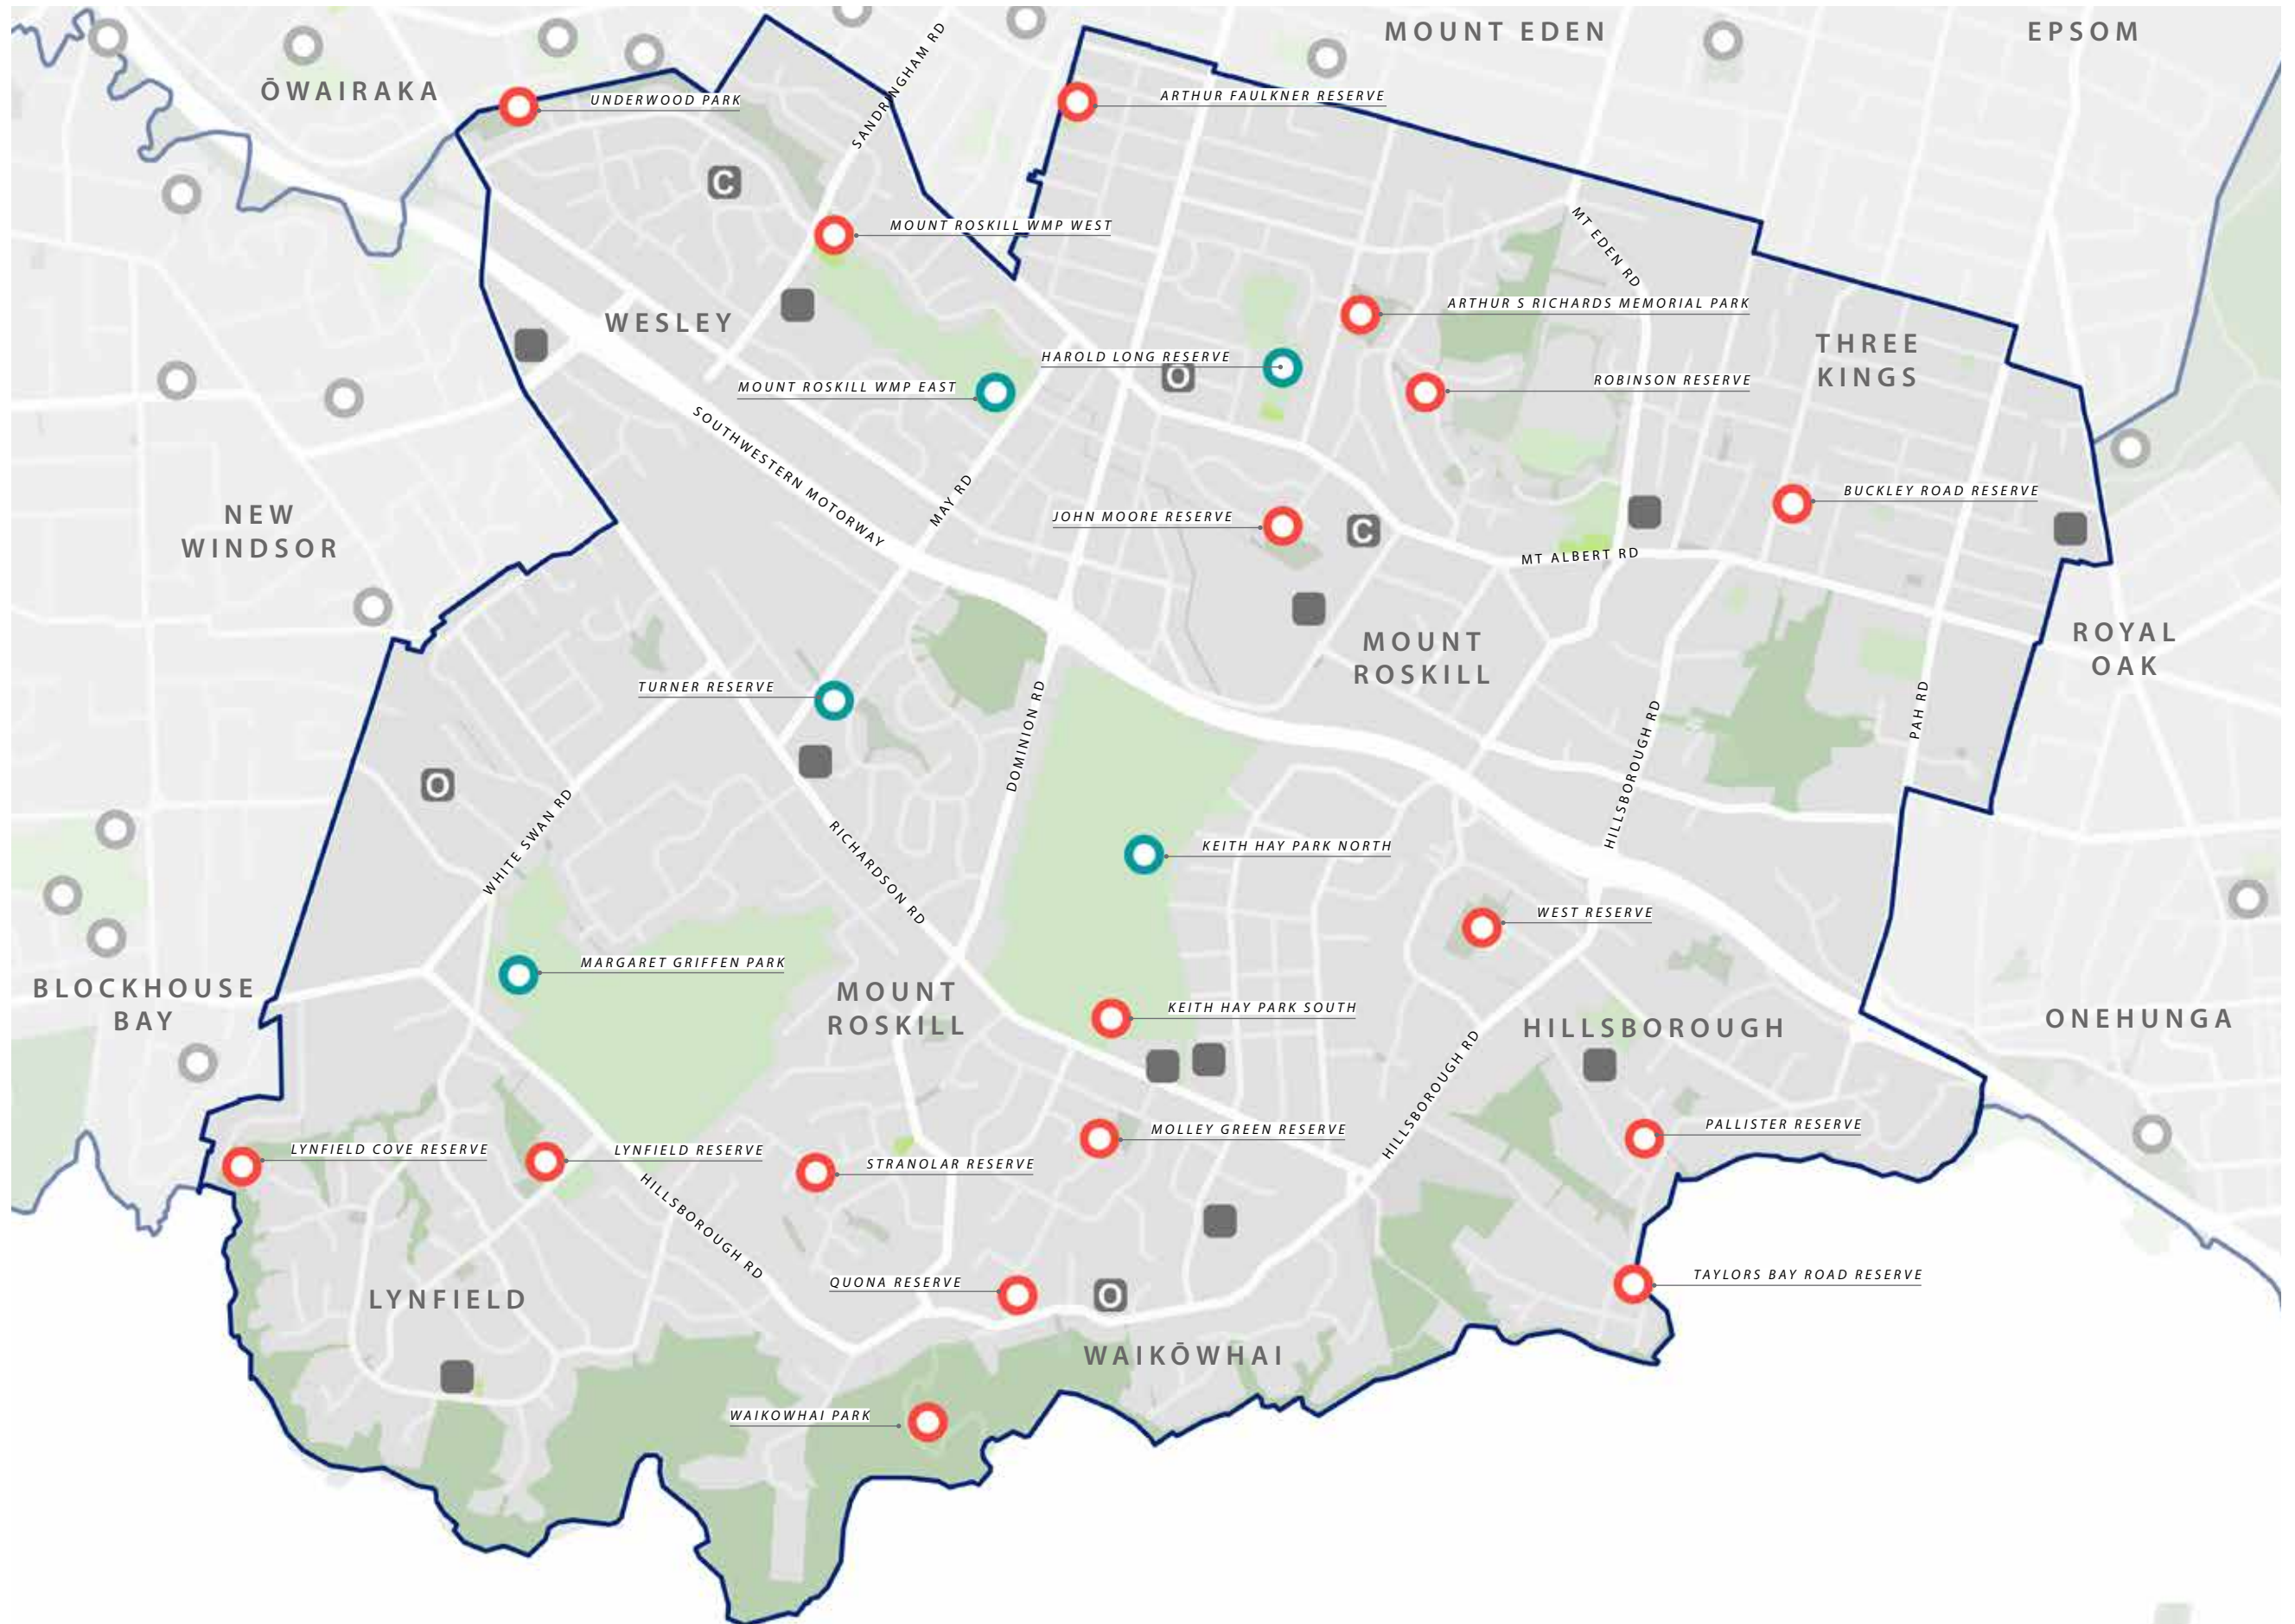 MOUNT EDEN
EPSOM
ŌWAIRAKA
SANDRINGHAM RD
UNDERWOOD PARK
ARTHUR FAULKNER RESERVE
C
MOUNT ROSKILL WMP WEST
MT EDEN RD
WESLEY
ARTHUR S RICHARDS MEMORIAL PARK
THREE
KINGS
HAROLD LONG RESERVE
O
MOUNT ROSKILL WMP EAST
ROBINSON RESERVE
SOUTHWESTERN MOTORWAY
MAY RD
NEW
WINDSOR
JOHN MOORE RESERVE
C
BUCKLEY ROAD RESERVE
MT ALBERT RD
MOUNT
ROSKILL
ROYAL
OAK
TURNER RESERVE
DOMINION RD
PAH RD
HILLSBOROUGH RD
O
WHITE SWAN RD
RICHARDSON RD
KEITH HAY PARK NORTH
WEST RESERVE
MARGARET GRIFFEN PARK
BLOCKHOUSE
BAY
MOUNT
ROSKILL
KEITH HAY PARK SOUTH
HILLSBOROUGH
ONEHUNGA
HILLSBOROUGH RD
MOLLEY GREEN RESERVE
PALLISTER RESERVE
LYNFIELD COVE RESERVE
LYNFIELD RESERVE
STRANOLAR RESERVE
HILLSBOROUGH RD
QUONA RESERVE
O
TAYLORS BAY ROAD RESERVE
LYNFIELD
WAIKŌWHAI
WAIKOWHAI PARK